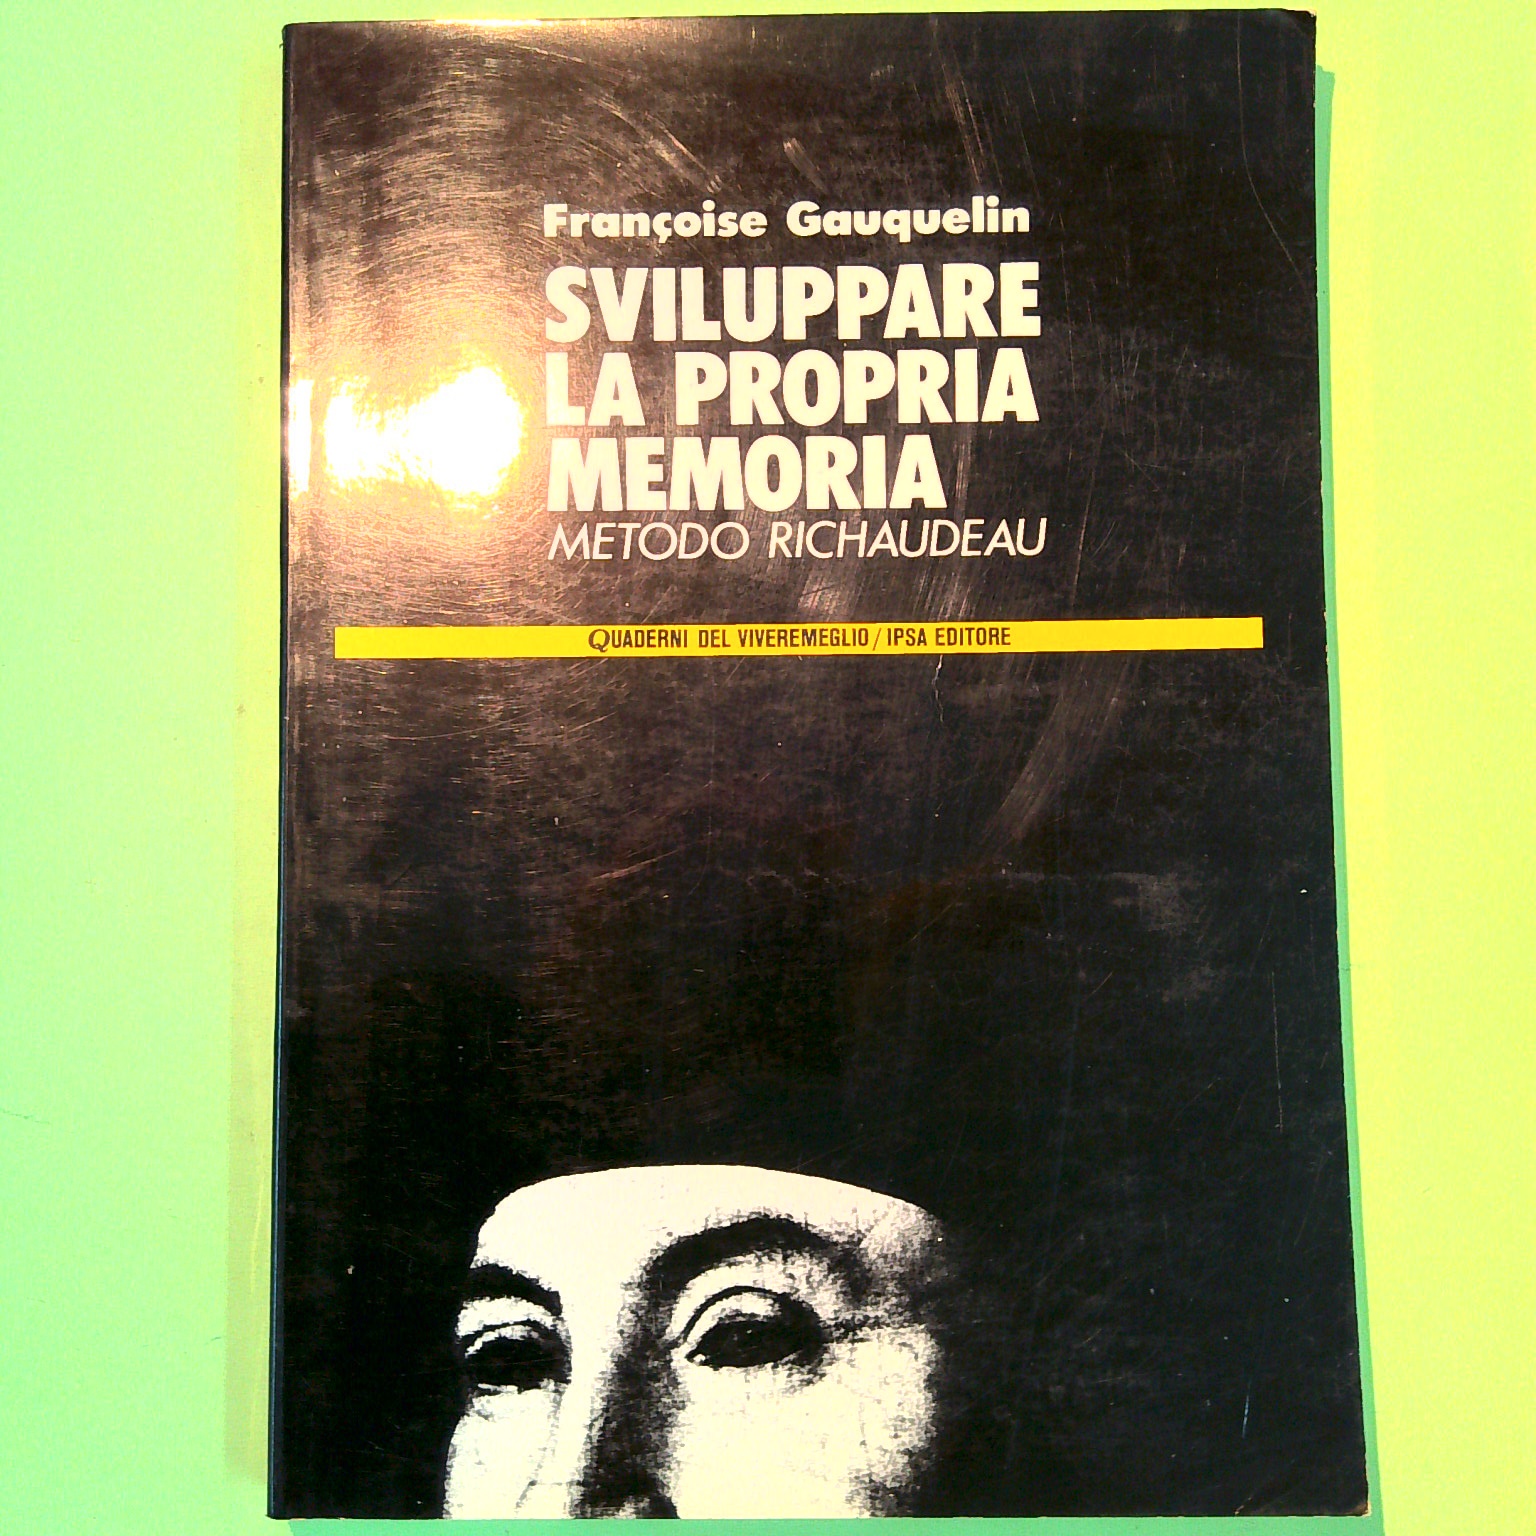 Françoise Gauquelin
SVILUPPARE
LA PROPRIA
MEMORIA
METODO RICHAUDEAU
QUADERNI DEL VIVEREMEGLIO / IPSA EDITORE